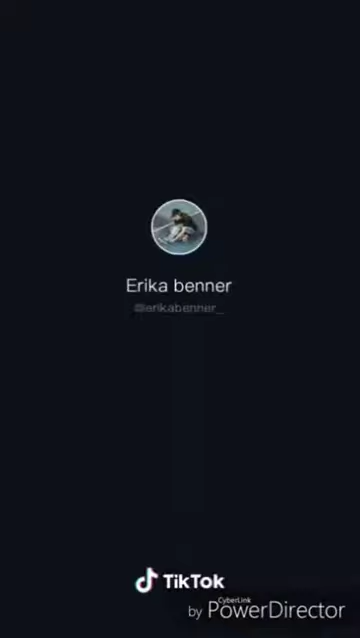 Erika benner
@erikabenner_
TikTok
CyberLink
by PowerDirector